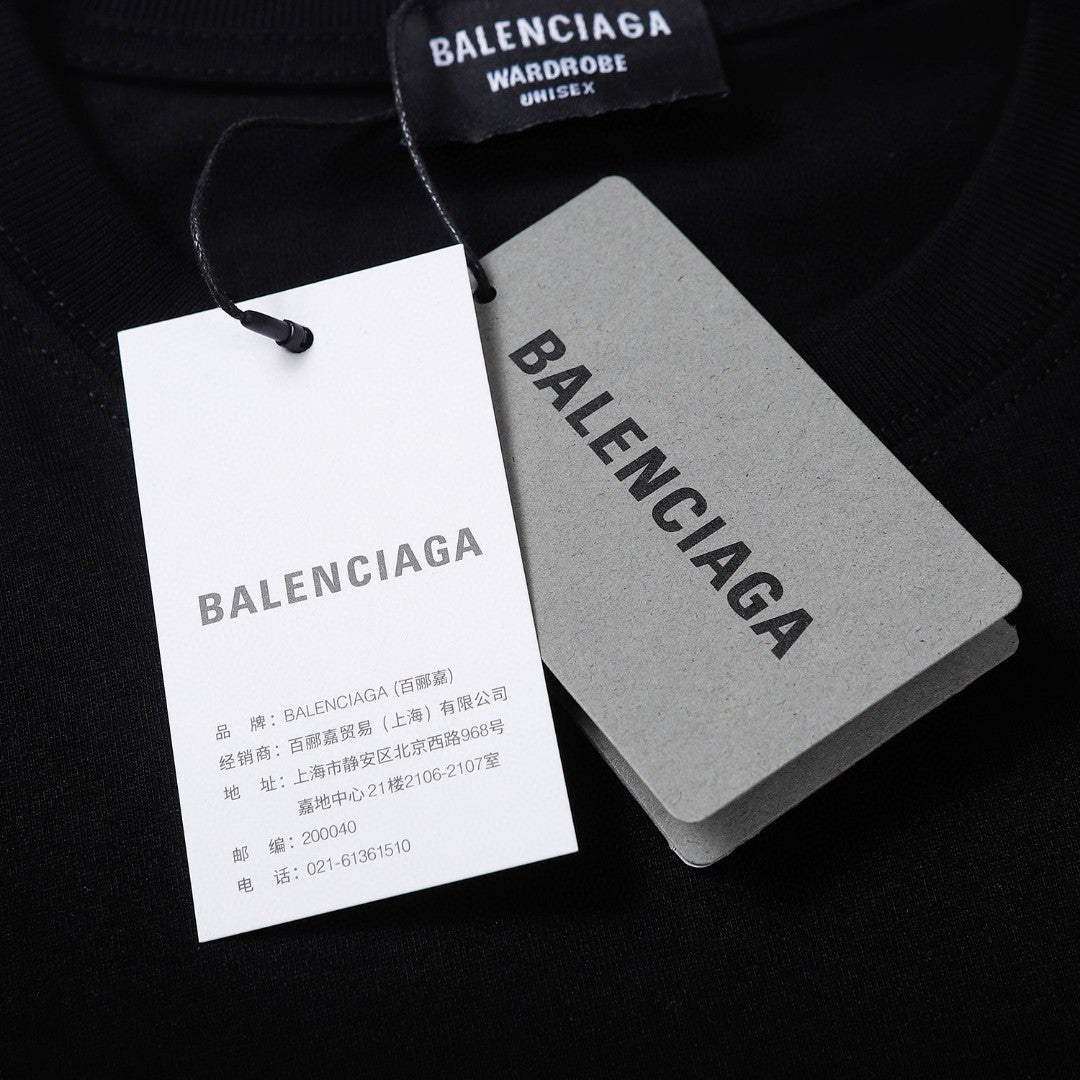 BALENCIAGA
WARDROBE
UNISEX
BALENCIAGA
BALENCIAGA
品 牌：BALENCIAGA (百郦嘉)
经销商：百郦嘉贸易（上海）有限公司
地 址：上海市静安区北京西路968号
嘉地中心21楼2106-2107室
邮 编：200040
电 话：021-61361510